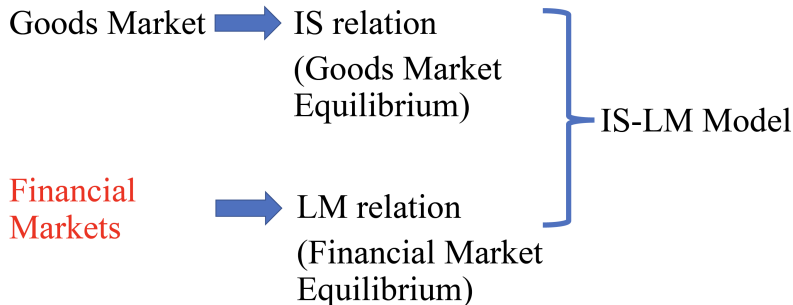 Goods Market
IS relation
(Goods Market
Equilibrium)
IS-LM Model
Financial
Markets
LM relation
(Financial Market
Equilibrium)